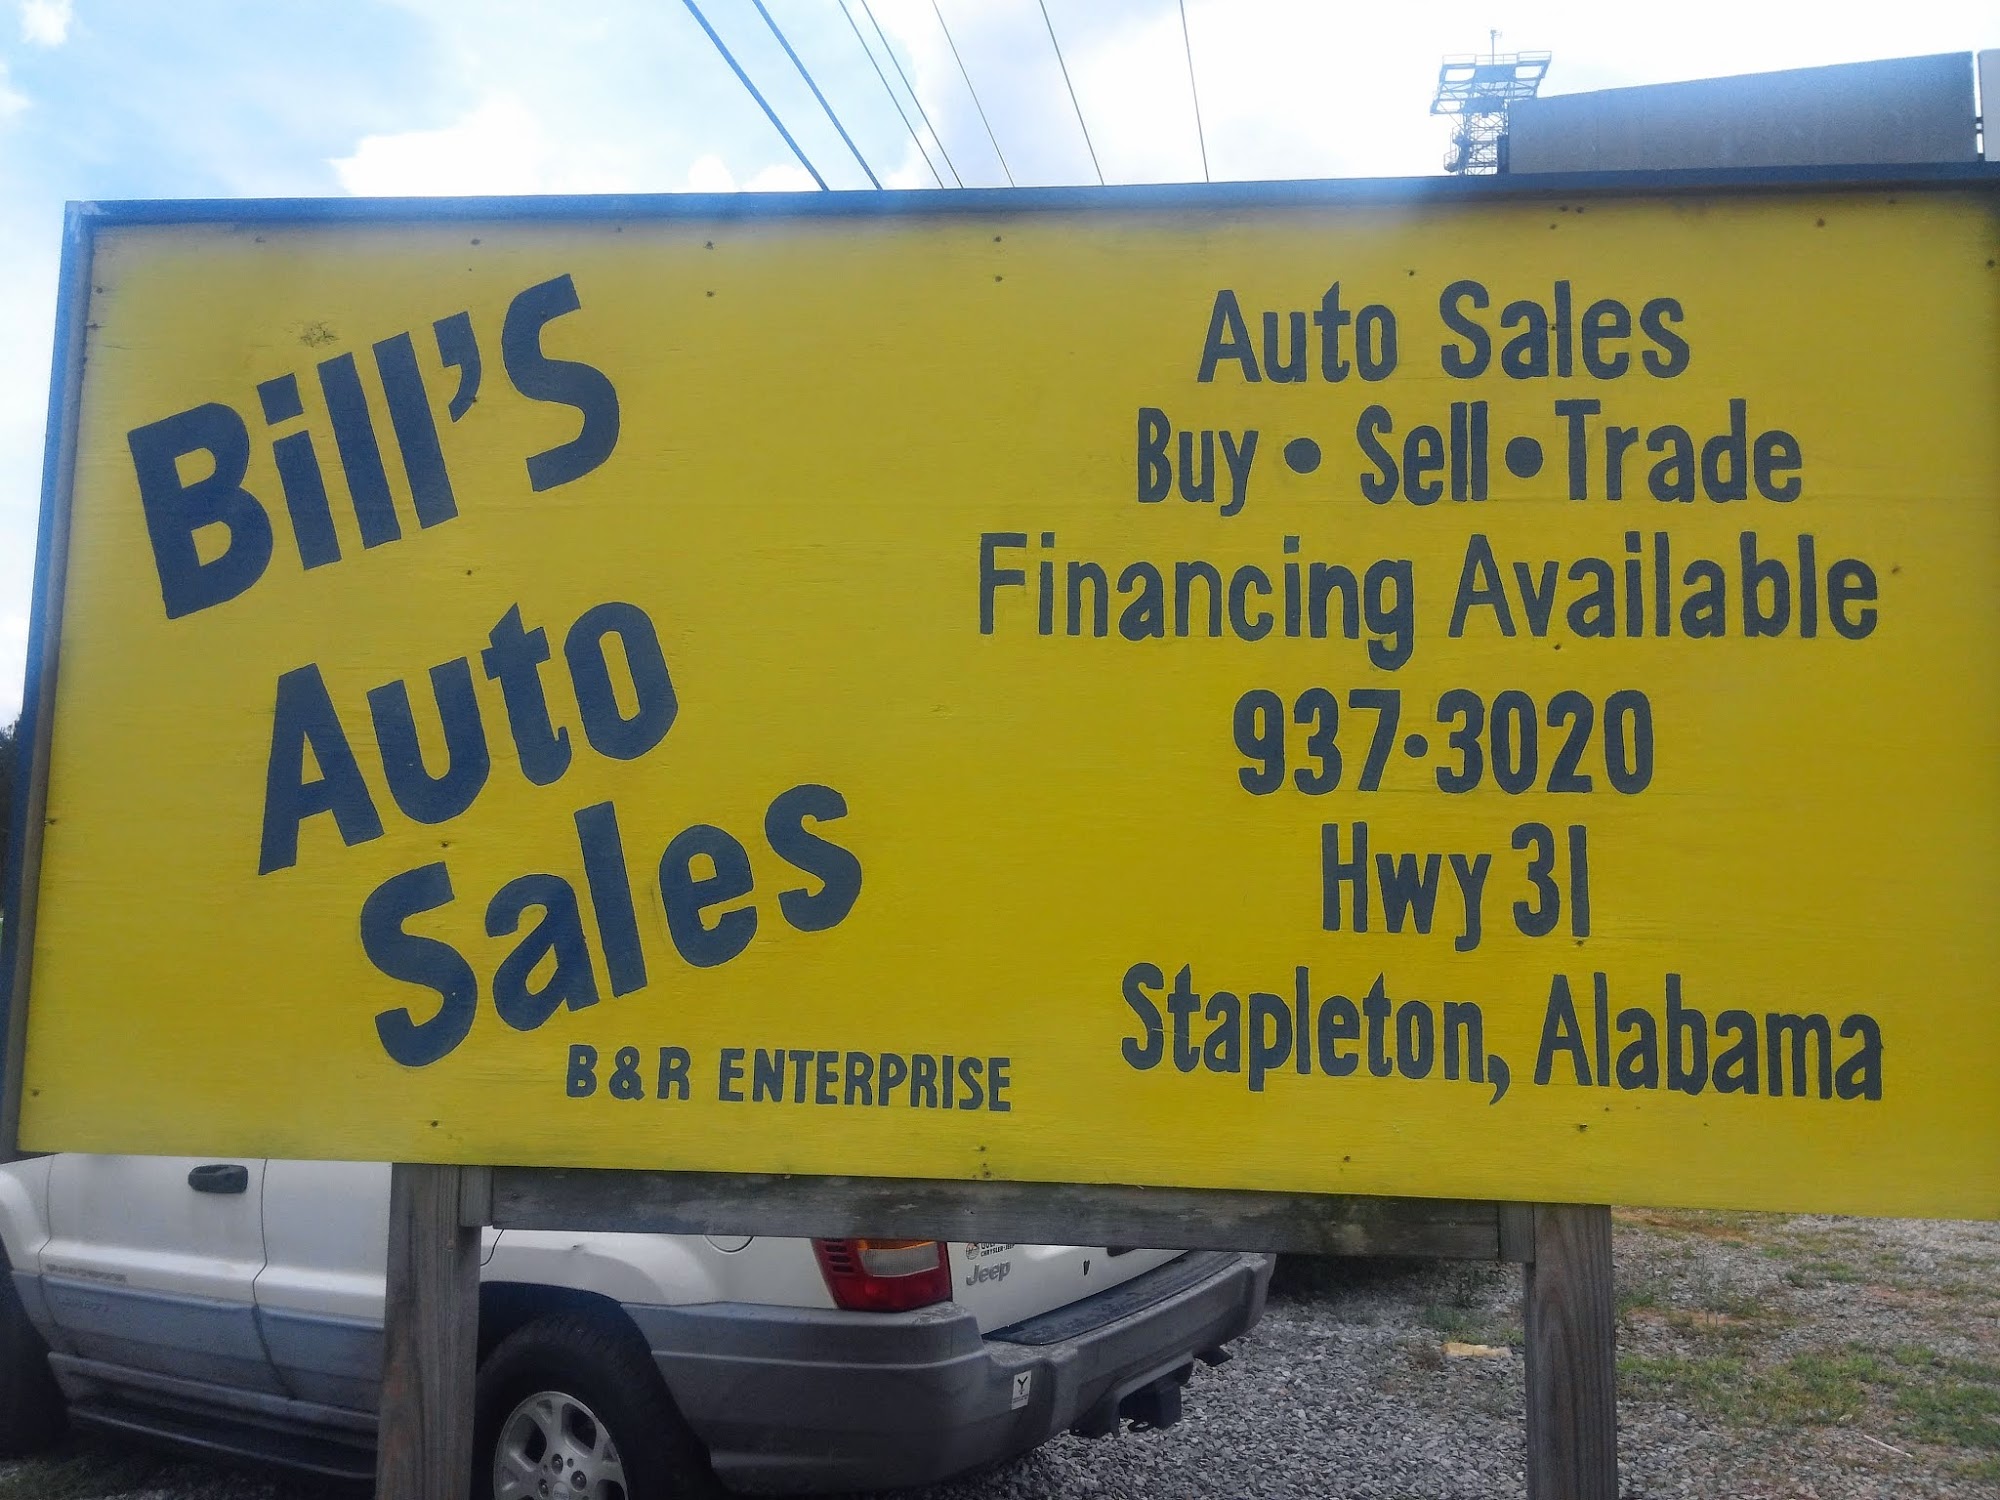 Bill's
Auto
Sales
B & R ENTERPRISE
Auto Sales
Buy • Sell • Trade
Financing Available
937•3020
Hwy 31
Stapleton, Alabama
Jeep